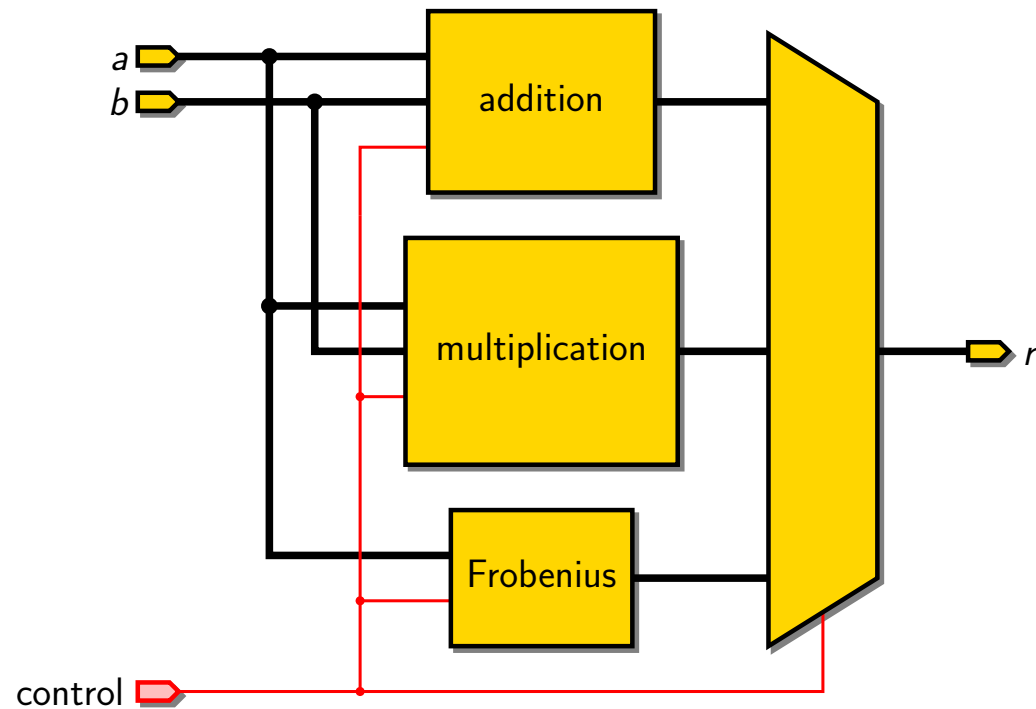 a
b
addition
multiplication
r
Frobenius
control